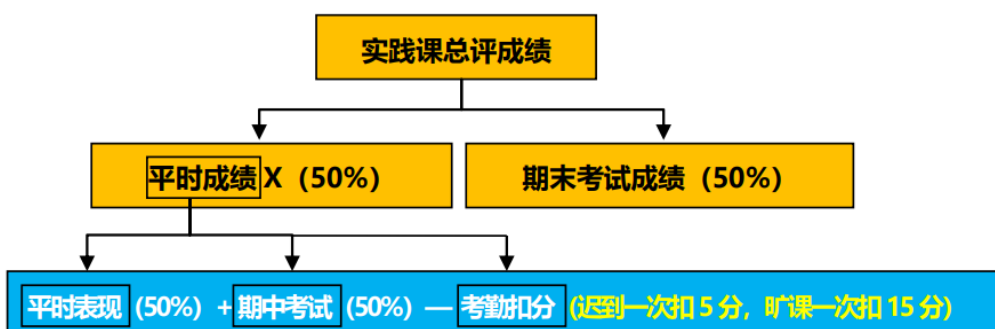 实践课总评成绩
平时成绩 X（50%）
期末考试成绩（50%）
平时表现（50%）+期中考试（50%）— 考勤扣分（迟到一次扣 5 分，旷课一次扣 15 分）